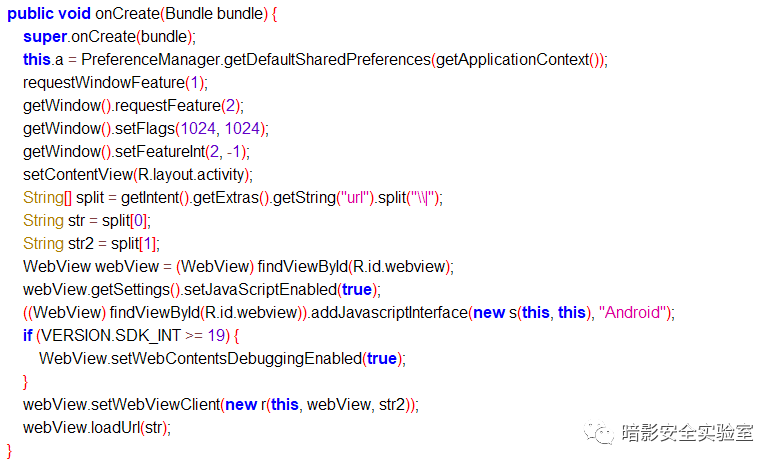 public void onCreate(Bundle bundle) {
super.onCreate(bundle);
this.a = PreferenceManager.getDefaultSharedPreferences(getApplicationContext());
requestWindowFeature(1);
getWindow().requestFeature(2);
getWindow().setFlags(1024, 1024);
getWindow().setFeatureInt(2, -1);
setContentView(R.layout.activity);
String[] split = getIntent().getExtras().getString("url").split("\\|");
String str = split[0];
String str2 = split[1];
WebView webView = (WebView) findViewById(R.id.webview);
webView.getSettings().setJavaScriptEnabled(true);
((WebView) findViewById(R.id.webview)).addJavascriptInterface(new s(this, this), "Android");
if (VERSION.SDK_INT >= 19) {
WebView.setWebContentsDebuggingEnabled(true);
}
webView.setWebViewClient(new r(this, webView, str2));
webView.loadUrl(str);
}
暗影安全实验室